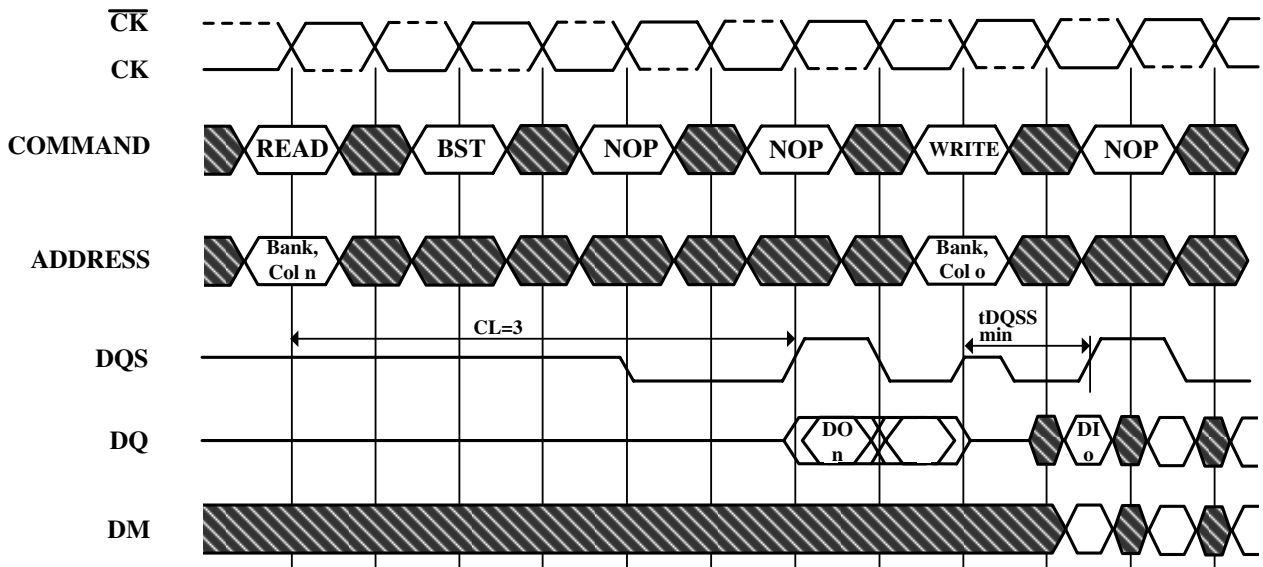 CK
CK
COMMAND
READ
BST
NOP
NOP
WRITE
NOP
ADDRESS
Bank,
Col n
Bank,
Col o
CL=3
tDQSS
min
DQS
DQ
DO
n
DI
o
DM